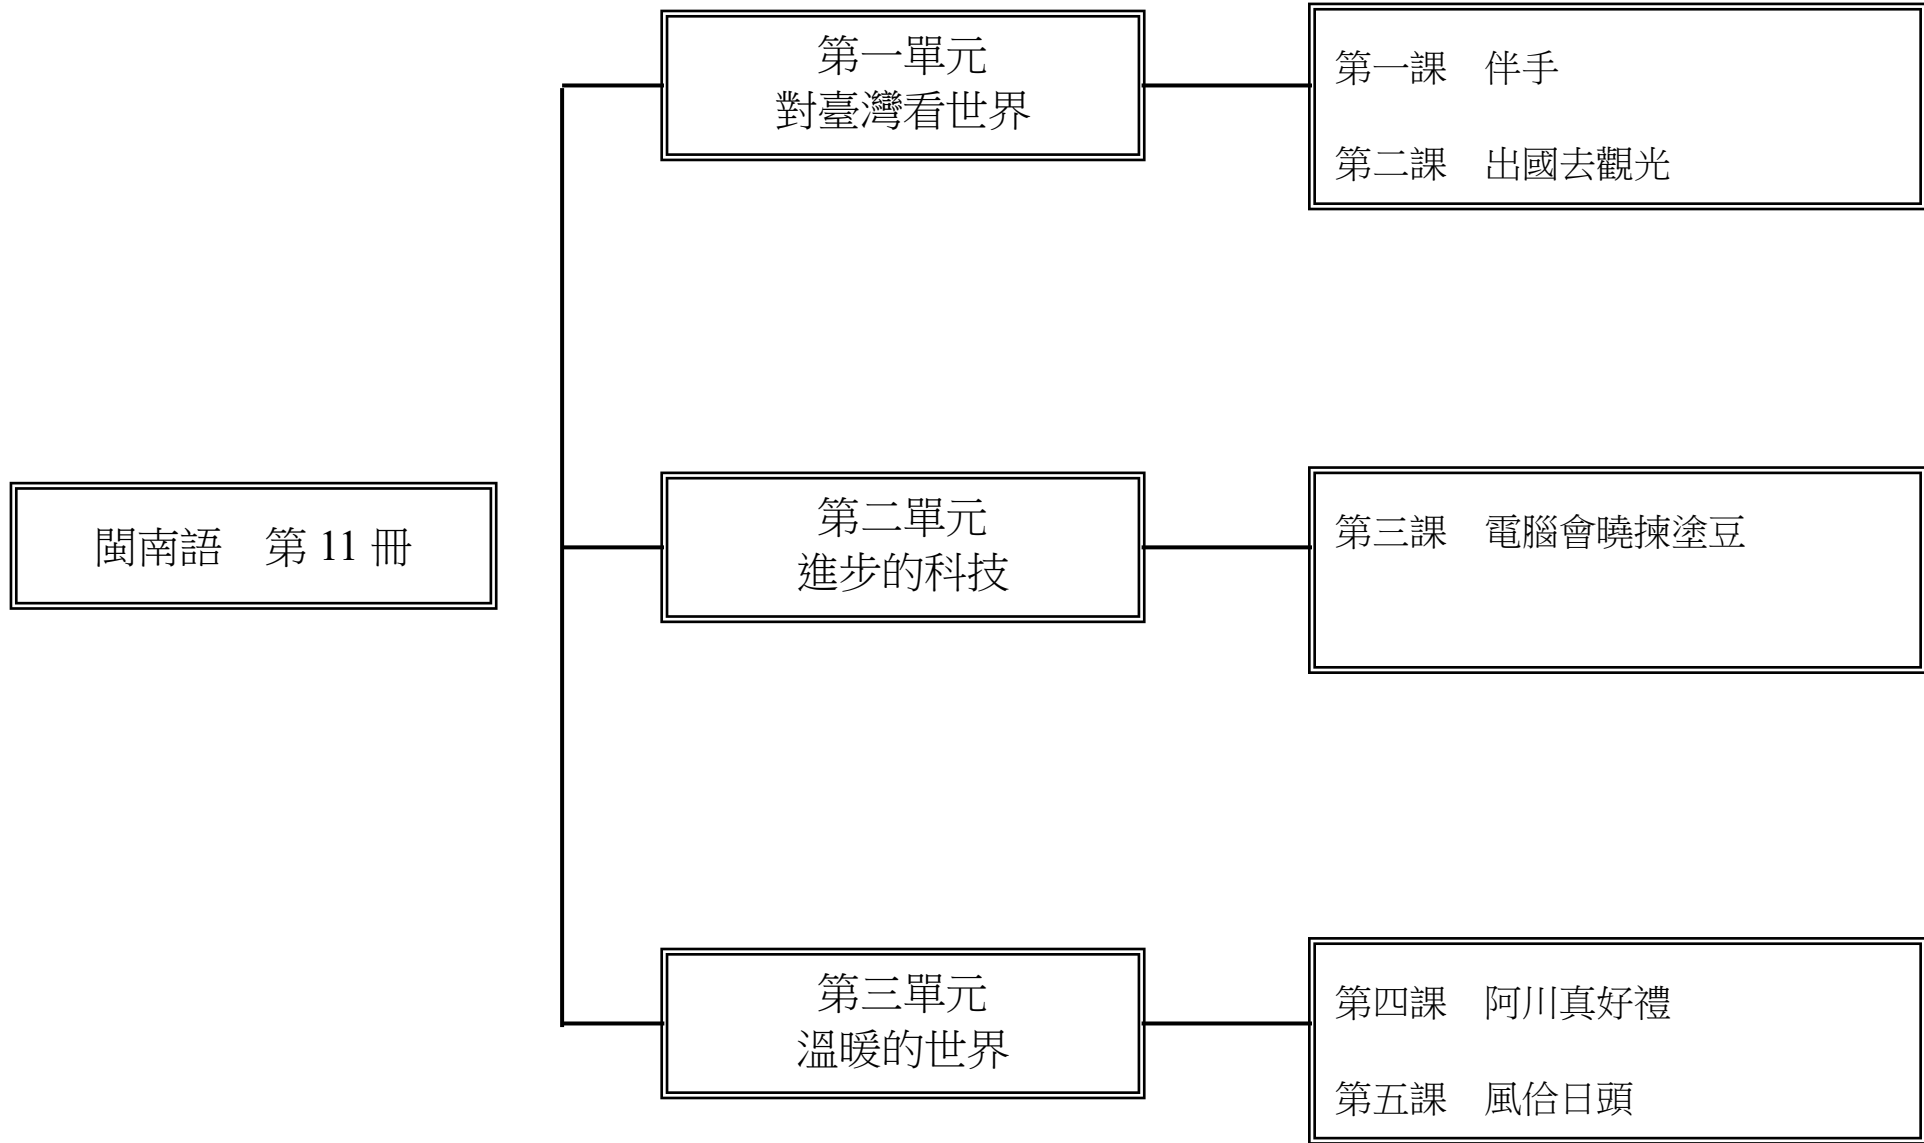 閩南語　第 11 冊
第一單元
對臺灣看世界
第一課　伴手
第二課　出國去觀光
第二單元
進步的科技
第三課　電腦會曉揀塗豆
第三單元
溫暖的世界
第四課　阿川真好禮
第五課　風佮日頭